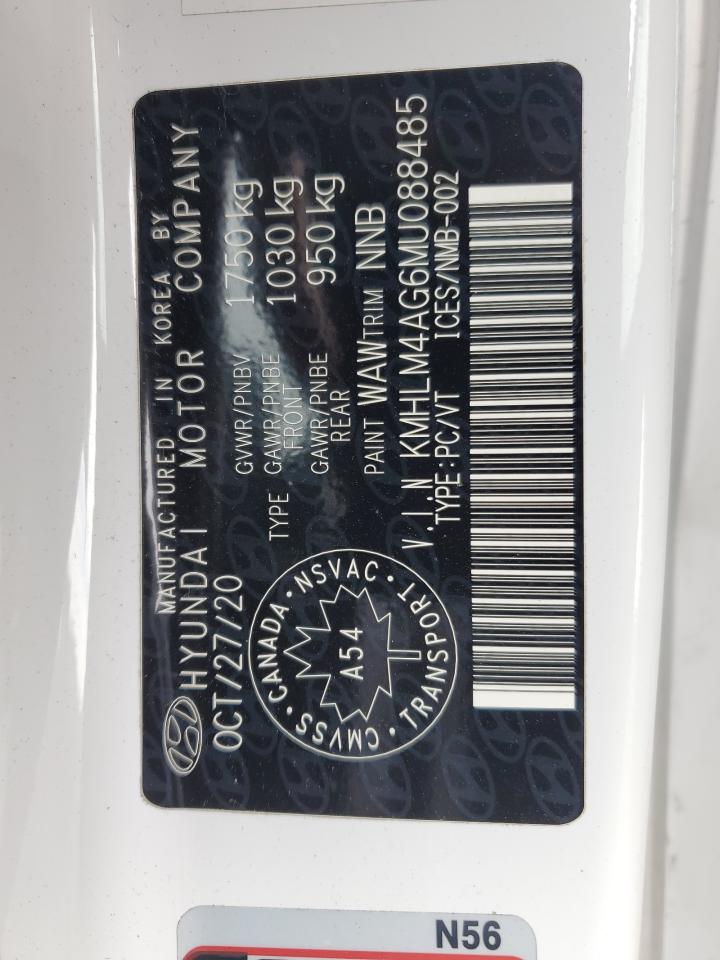 MANUFACTURED IN KOREA BY
HYUNDAI MOTOR COMPANY
OCT/27/20
GVWR/PNBV 1750 kg
TYPE GAWR/PNBE FRONT 1030 kg
GAWR/PNBE REAR 950 kg
PAINT WAW TRIM NNB
V.I.N KMHLM4AG6MU088485
TYPE:PC/VT ICES/NMB-002
CANADA · NSVAC · TRANSPORT · CMVSS ·
A54
N56